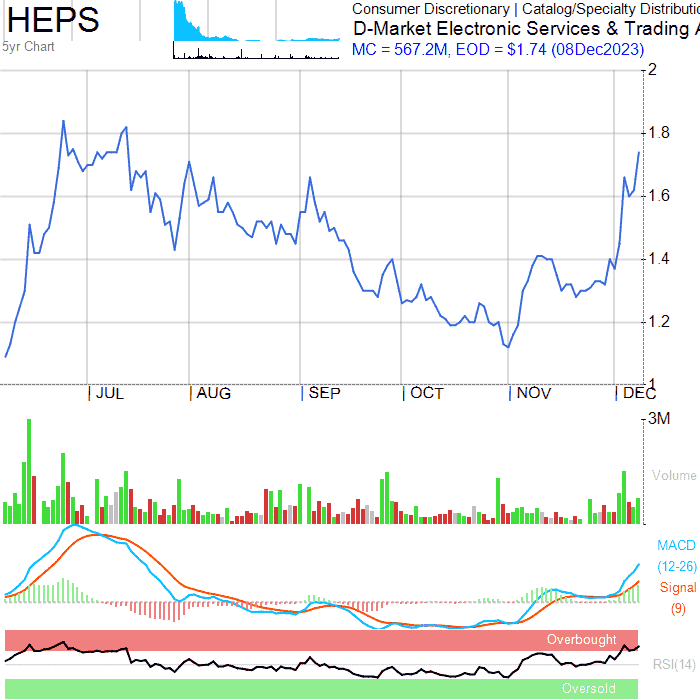 HEPS
5yr Chart
Consumer Discretionary | Catalog/Specialty Distributio
D-Market Electronic Services & Trading A
MC = 567.2M, EOD = $1.74 (08Dec2023)
2
1.8
1.6
1.4
1.2
1
JUL
AUG
SEP
OCT
NOV
DEC
3M
Volume
MACD
(12-26)
Signal
(9)
Overbought
RSI(14)
Oversold